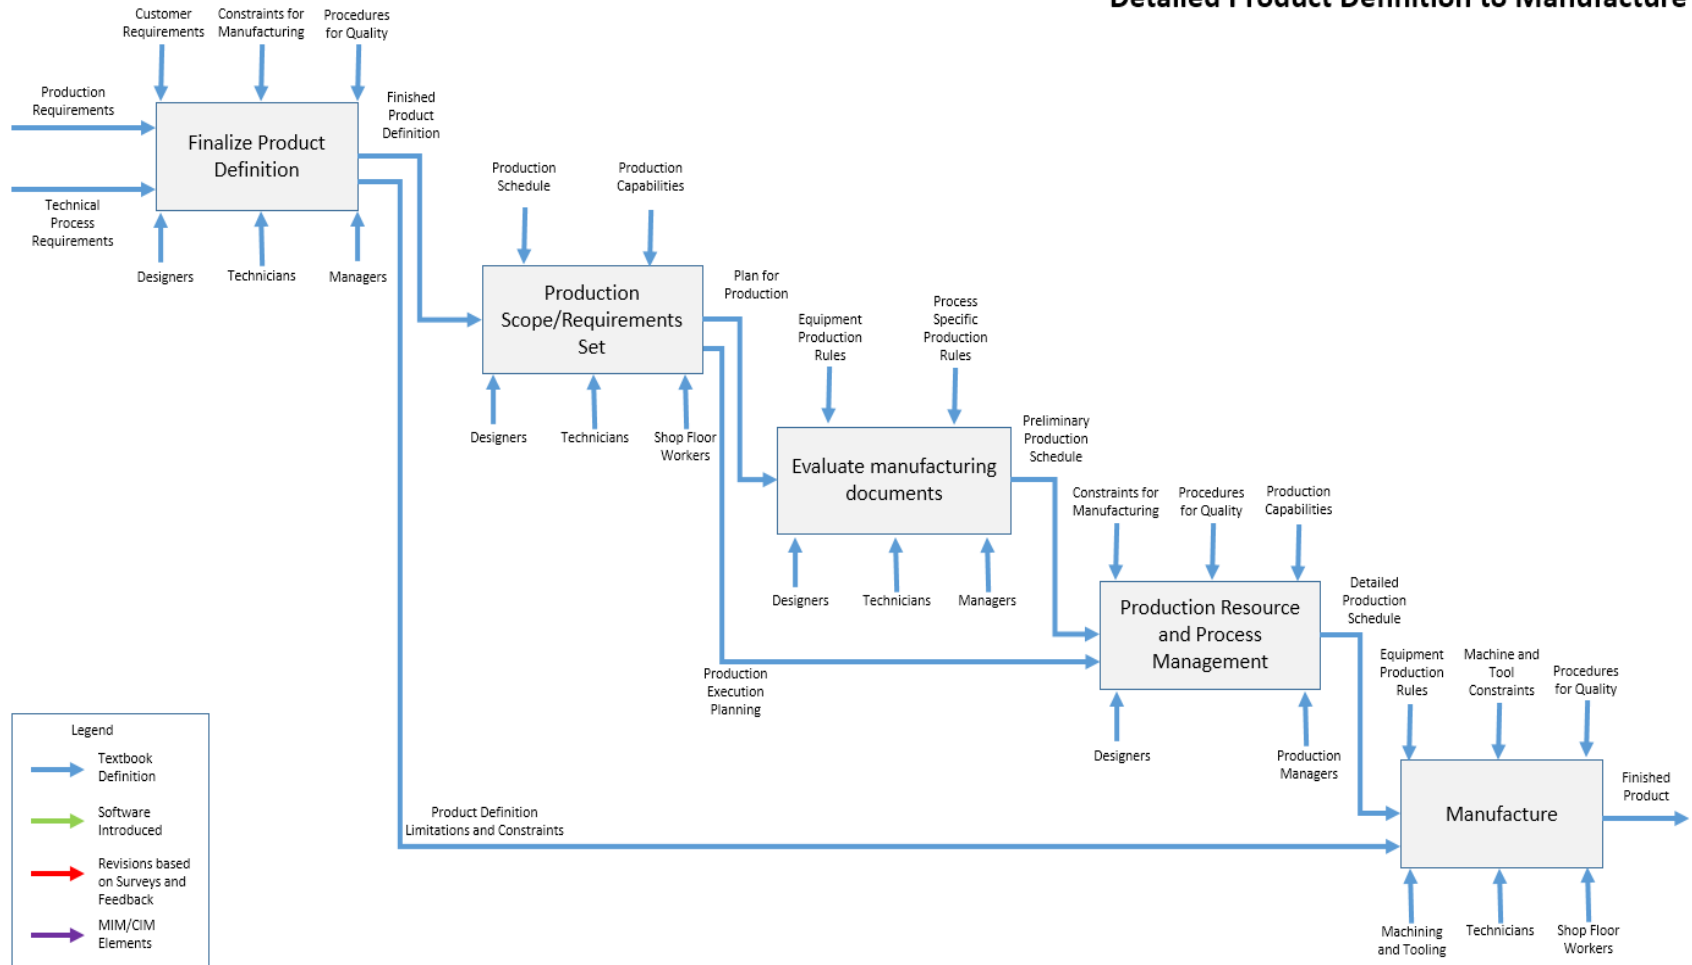 Detailed Product Definition to Manufacture
Customer
Requirements
Constraints for
Manufacturing
Procedures
for Quality
Production
Requirements
Finished
Product
Definition
Finalize Product
Definition
Technical
Process
Requirements
Designers
Technicians
Managers
Production
Schedule
Production
Capabilities
Production
Scope/Requirements
Set
Plan for
Production
Designers
Technicians
Shop Floor
Workers
Equipment
Production
Rules
Process
Specific
Production
Rules
Evaluate manufacturing
documents
Preliminary
Production
Schedule
Designers
Technicians
Managers
Constraints for
Manufacturing
Procedures
for Quality
Production
Capabilities
Production Resource
and Process
Management
Detailed
Production
Schedule
Production
Execution
Planning
Designers
Production
Managers
Equipment
Production
Rules
Machine and
Tool
Constraints
Procedures
for Quality
Manufacture
Finished
Product
Product Definition
Limitations and Constraints
Machining
and Tooling
Technicians
Shop Floor
Workers
Legend
Textbook
Definition
Software
Introduced
Revisions based
on Surveys and
Feedback
MIM/CIM
Elements